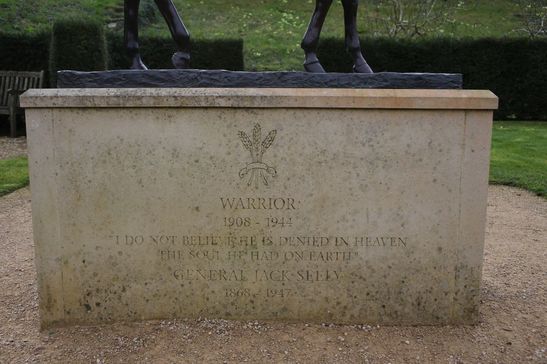 WARRIOR
1908 - 1944
"I DO NOT BELIEVE HE IS DENIED IN HEAVEN
THE SOUL HE HAD ON EARTH"
GENERAL JACK SEELY
1868 - 1947